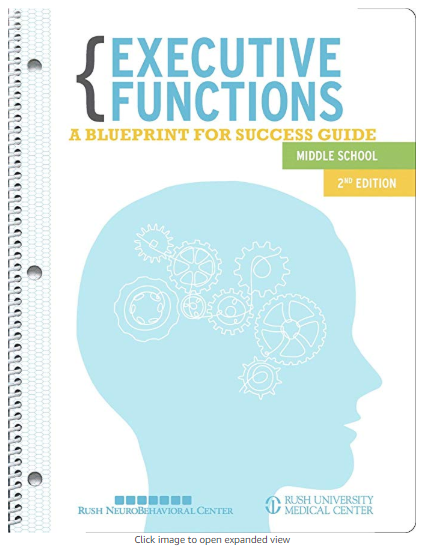 EXECUTIVE
FUNCTIONS
A BLUEPRINT FOR SUCCESS GUIDE
MIDDLE SCHOOL
2ND EDITION
RUSH NEUROBEHAVIORAL CENTER
RUSH UNIVERSITY
MEDICAL CENTER
Click image to open expanded view